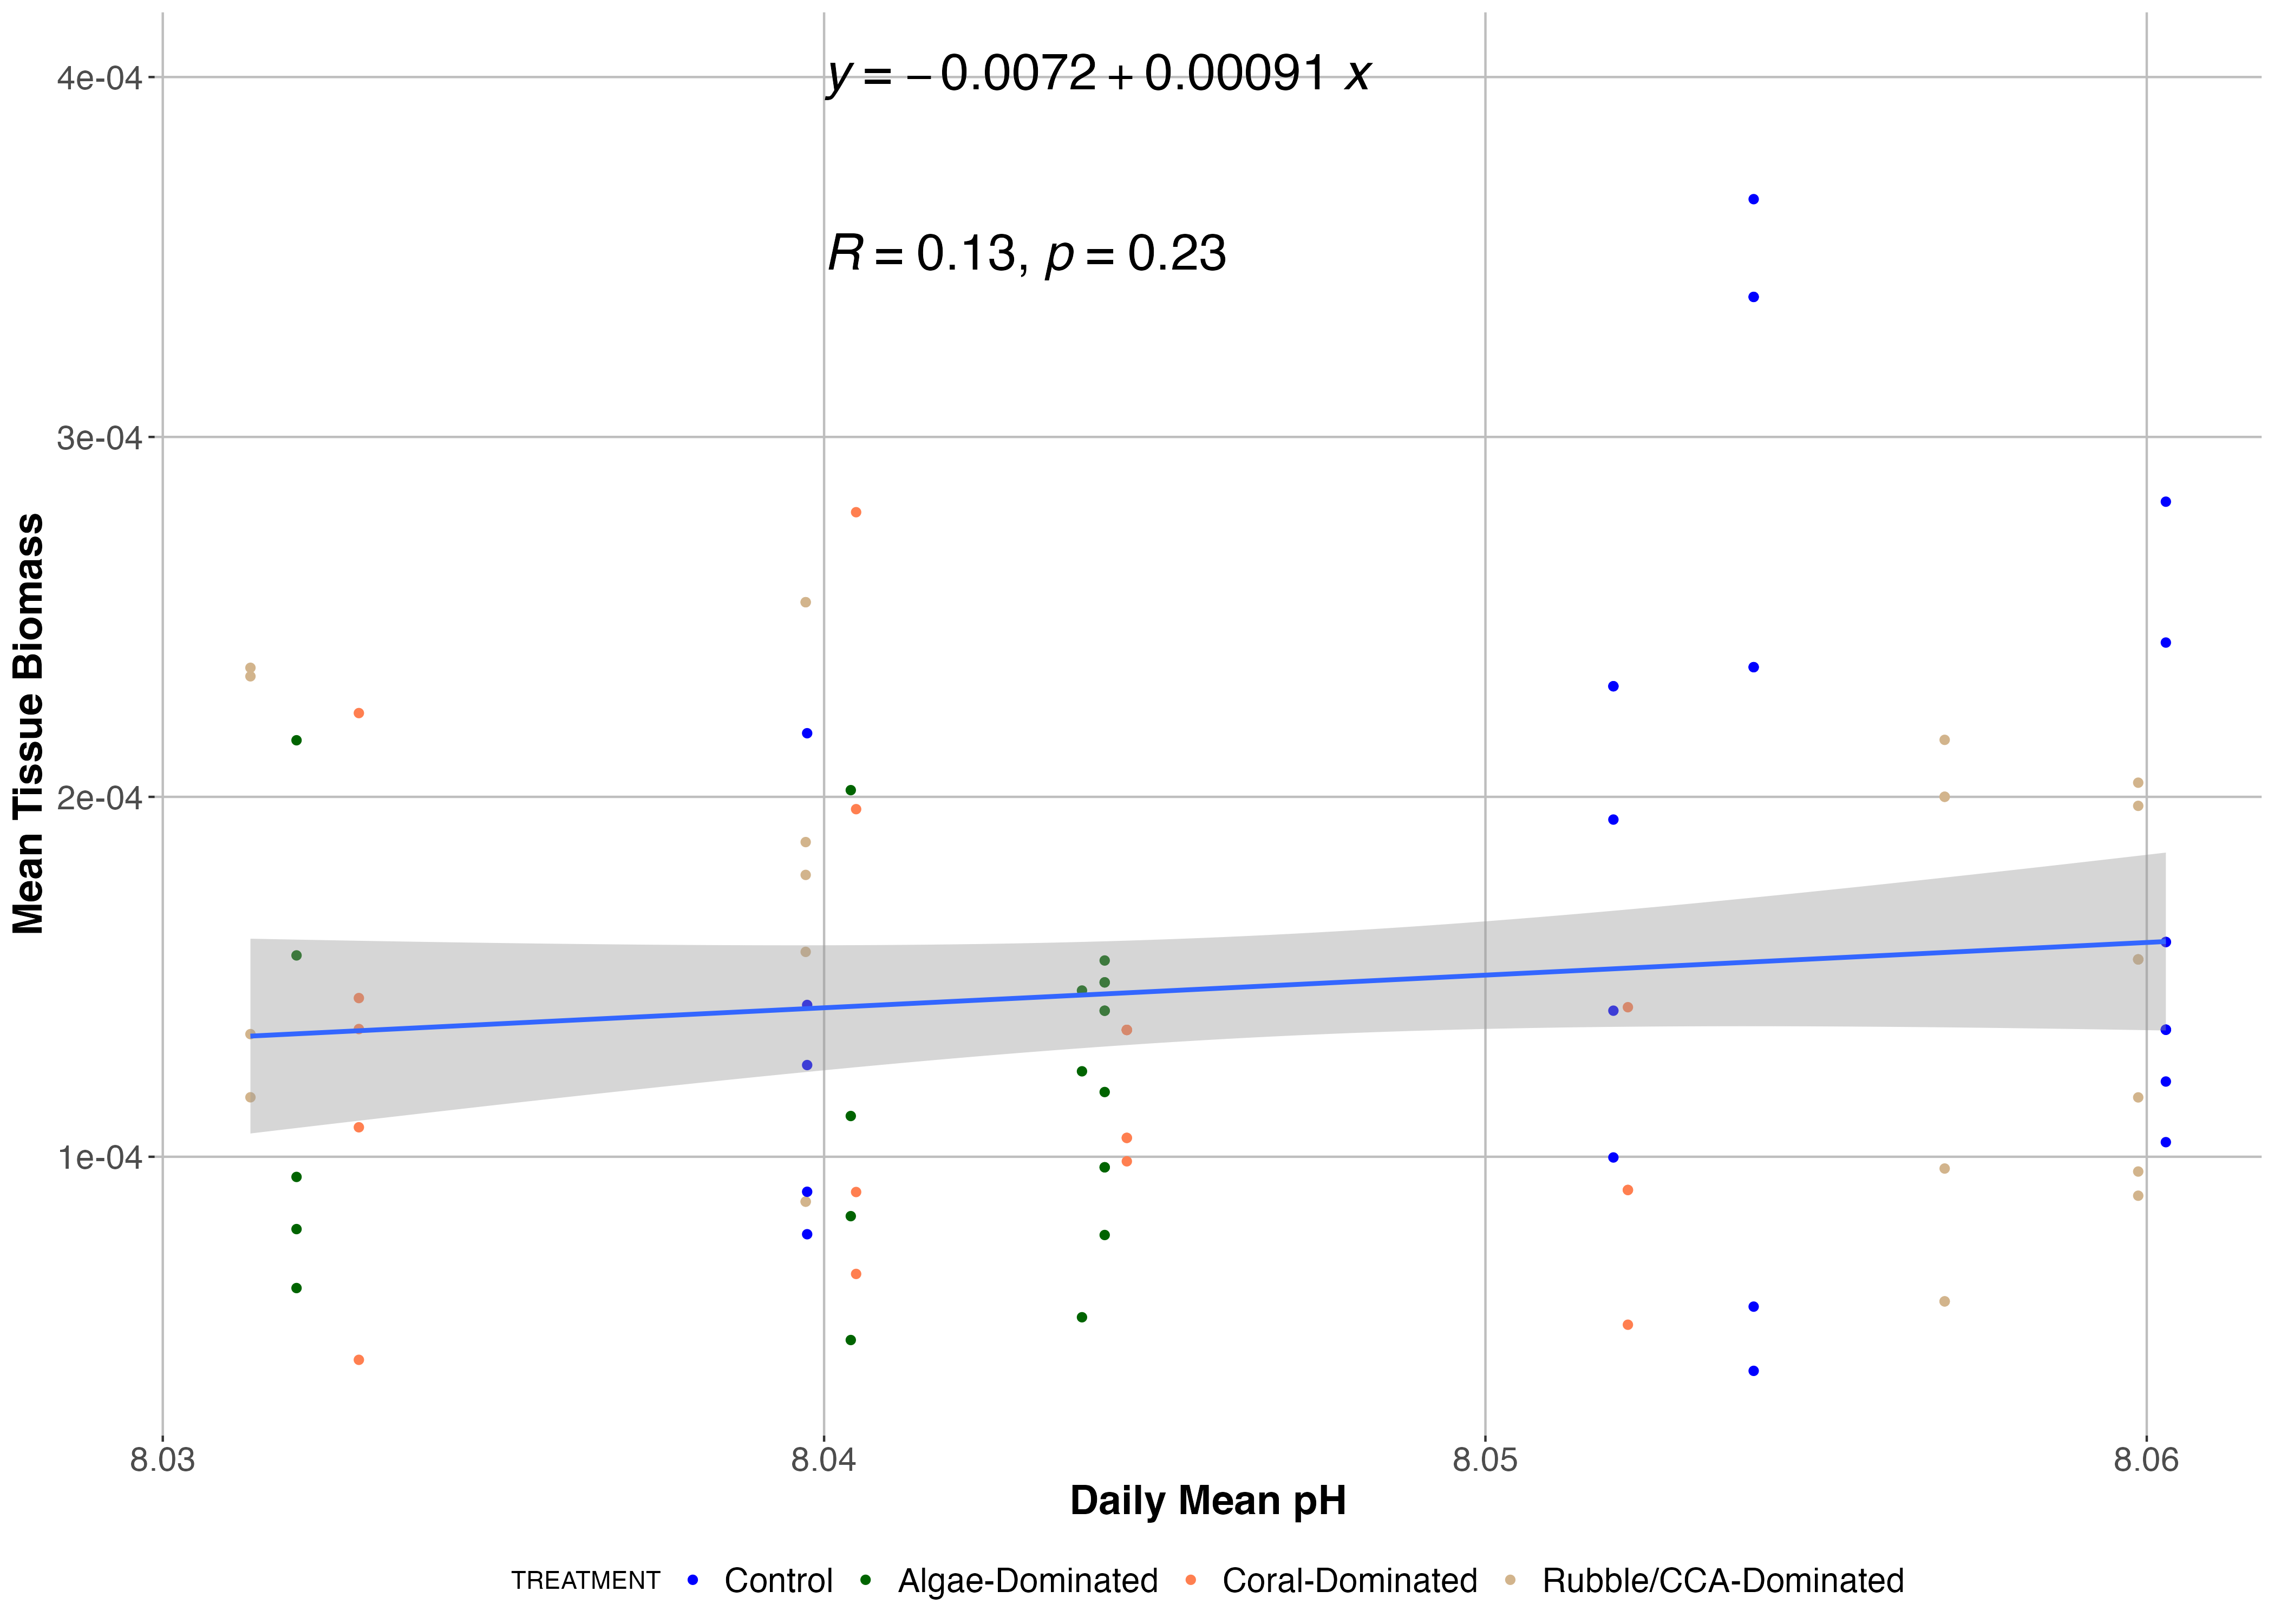 y = −0.0072 + 0.00091 x
R = 0.13, p = 0.23
4e-04
3e-04
2e-04
1e-04
Mean Tissue Biomass
8.03 8.04 8.05 8.06
Daily Mean pH
TREATMENT Control Algae-Dominated Coral-Dominated Rubble/CCA-Dominated